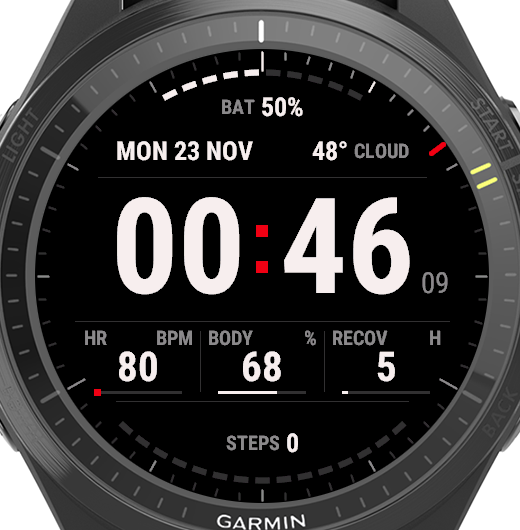 LIGHT
START
BAT 50%
MON 23 NOV 48° CLOUD
00:46 09
HR BPM BODY % RECOV H
80 68 5
STEPS 0
BACK
GARMIN